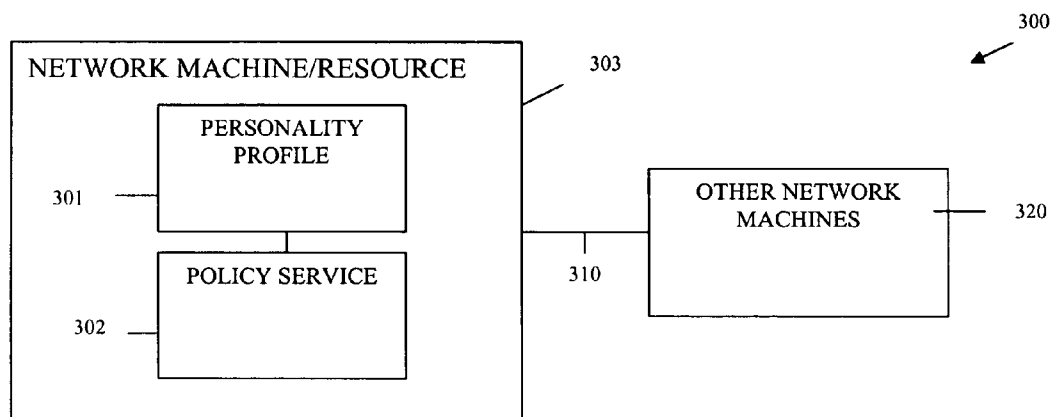 300
NETWORK MACHINE/RESOURCE
303
PERSONALITY
PROFILE
301
OTHER NETWORK
MACHINES
320
POLICY SERVICE
310
302